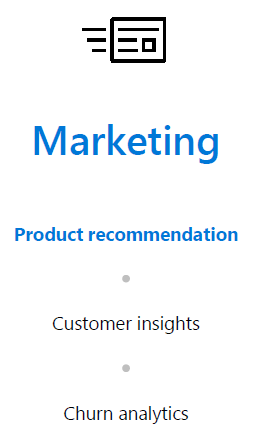 Marketing
Product recommendation
Customer insights
Churn analytics